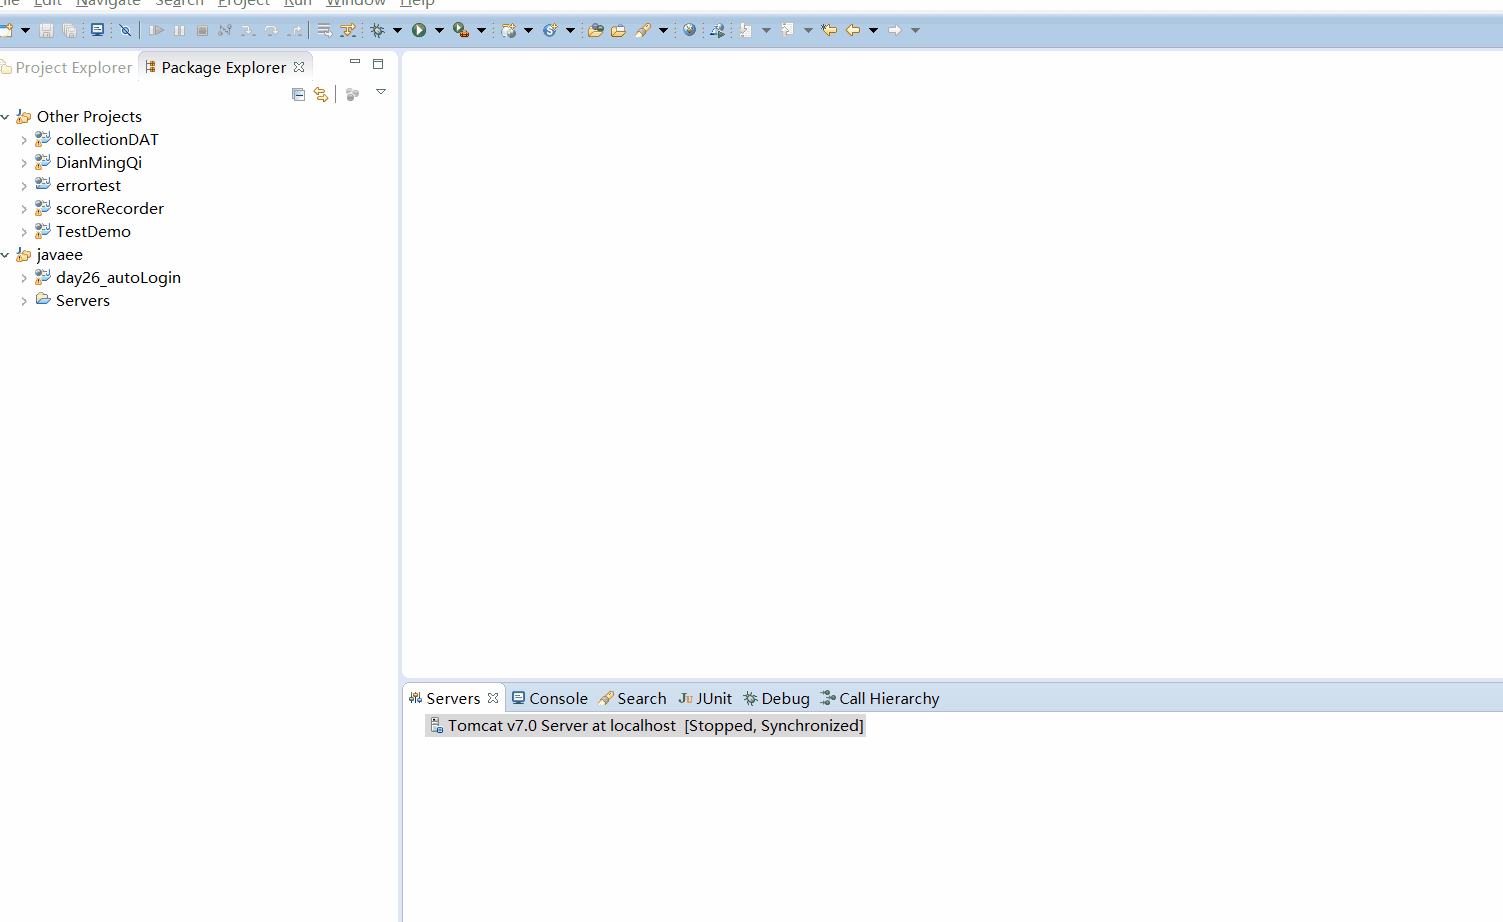 File Edit Navigate Search Project Run Window Help
Project Explorer Package Explorer
Other Projects
collectionDAT
DianMingQi
errortest
scoreRecorder
TestDemo
javaee
day26_autoLogin
Servers
Servers Console Search JUnit Debug Call Hierarchy
Tomcat v7.0 Server at localhost [Stopped, Synchronized]